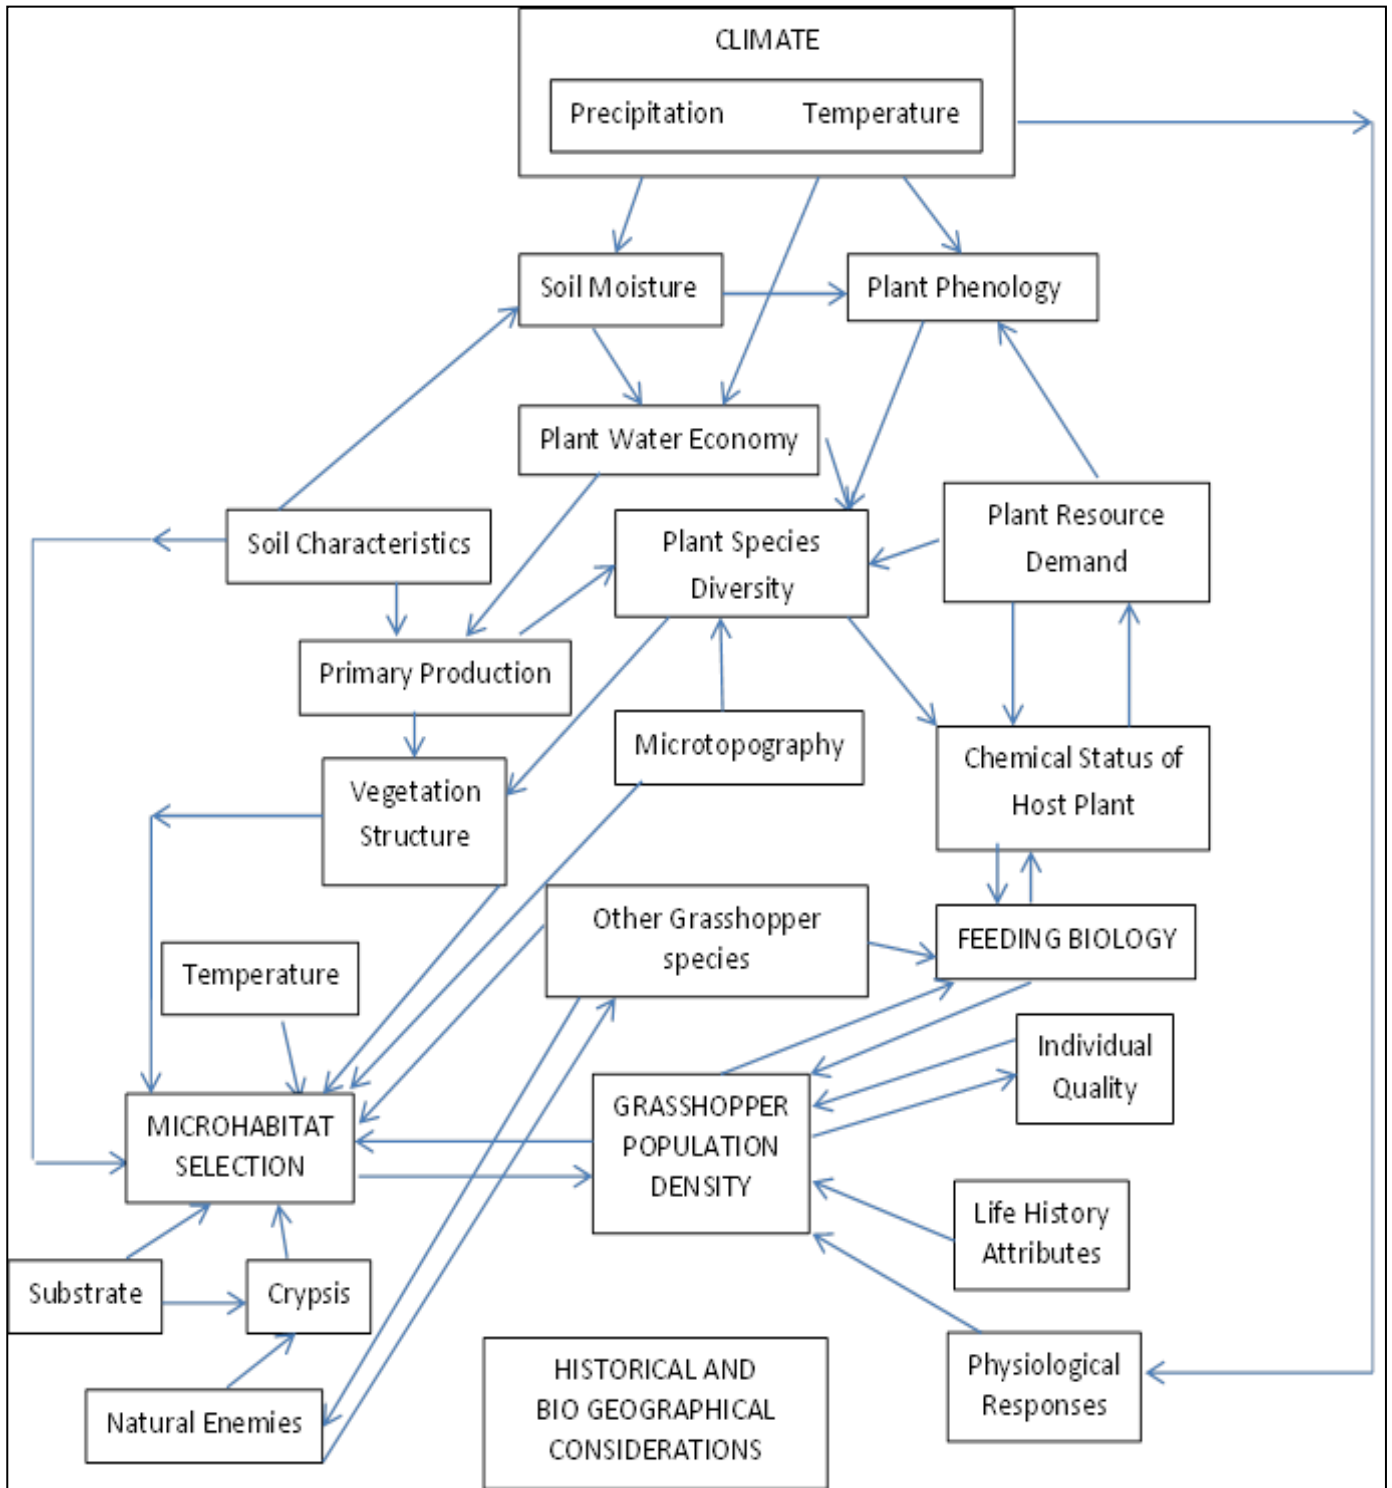 CLIMATE
Precipitation Temperature
Soil Moisture
Plant Phenology
Plant Water Economy
Soil Characteristics
Plant Species
Diversity
Plant Resource
Demand
Primary Production
Microtopography
Chemical Status of
Host Plant
Vegetation
Structure
Other Grasshopper
species
FEEDING BIOLOGY
Temperature
Individual
Quality
MICROHABITAT
SELECTION
GRASSHOPPER
POPULATION
DENSITY
Life History
Attributes
Substrate
Crypsis
Physiological
Responses
HISTORICAL AND
BIO GEOGRAPHICAL
CONSIDERATIONS
Natural Enemies